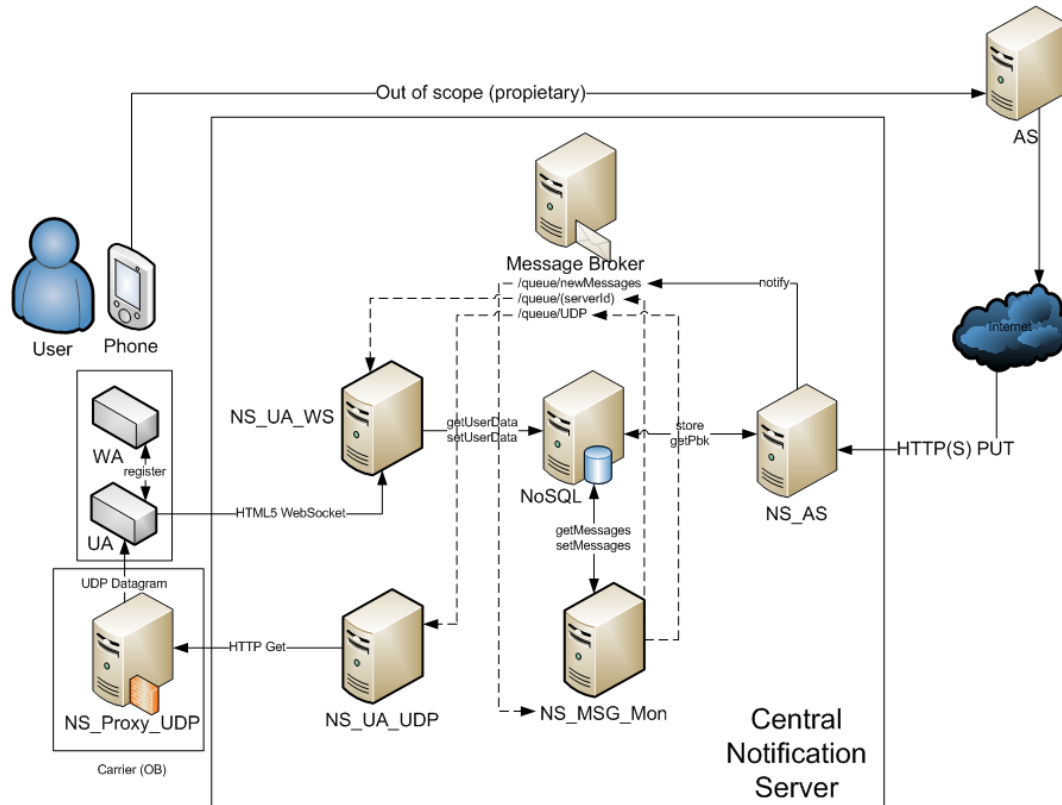 Out of scope (propietary)
AS
Internet
HTTP(S) PUT
User
Phone
Message Broker
/queue/newMessages
/queue/(serverId)
/queue/UDP
notify
NS_UA_WS
getUserData
setUserData
NoSQL
store
getPbk
NS_AS
WA
register
UA
HTML5 WebSocket
getMessages
setMessages
UDP Datagram
HTTP Get
NS_Proxy_UDP
NS_UA_UDP
NS_MSG_Mon
Carrier (OB)
Central
Notification
Server